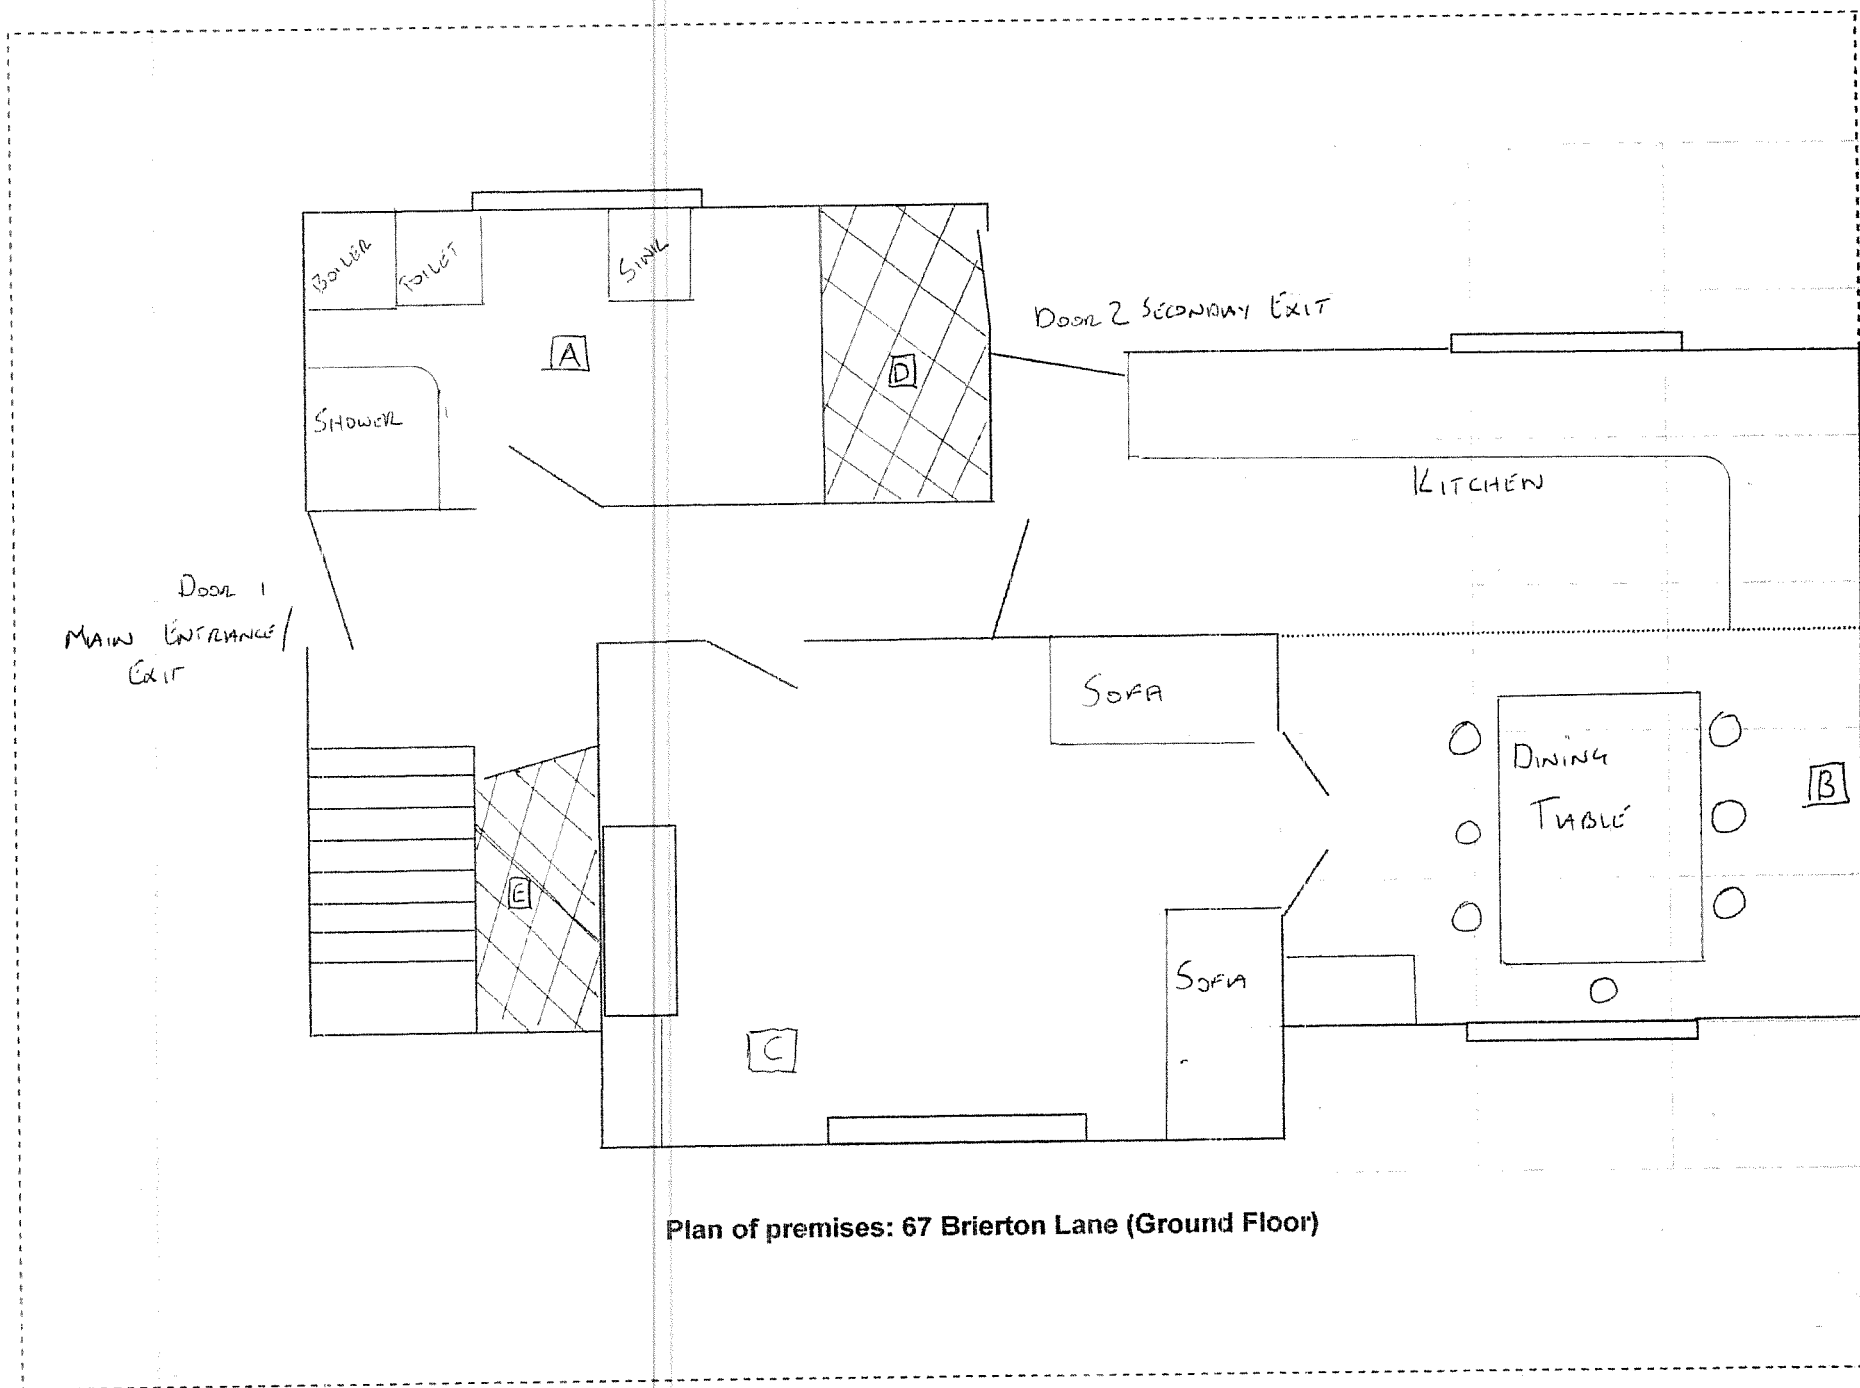 BOILER
TOILET
SINK
A
D
SHOWER
DOOR 2 SECONDAY EXIT
KITCHEN
DOOR 1
MAIN ENTRANCE/
EXIT
SOFA
DINING
TABLE
B
E
SOFA
C
Plan of premises: 67 Brierton Lane (Ground Floor)